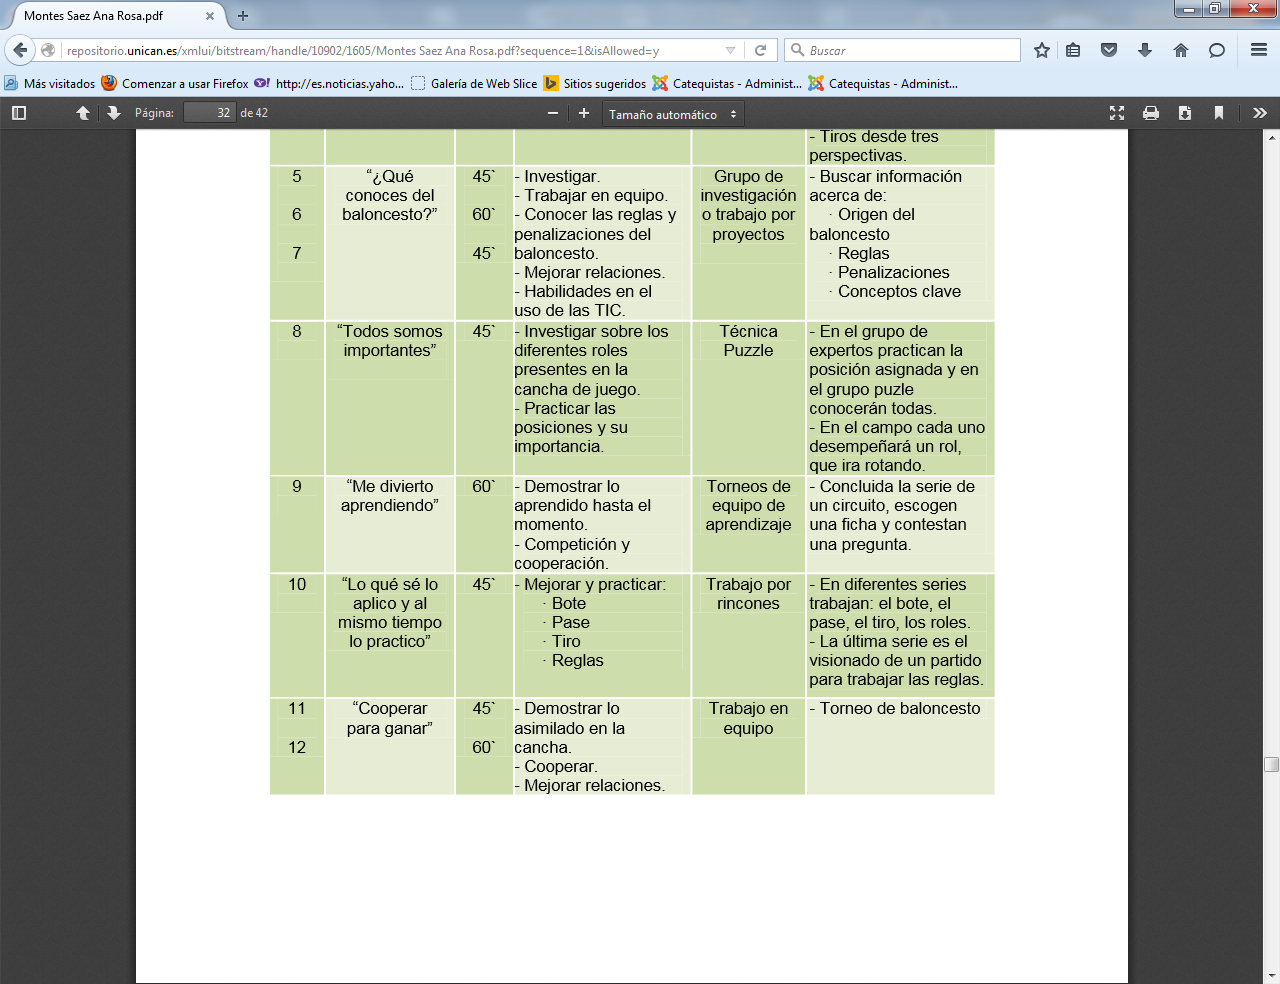 Montes Saez Ana Rosa.pdf
repositorio.unican.es/xmlui/bitstream/handle/10902/1605/Montes Saez Ana Rosa.pdf?sequence=1&isAllowed=y
Buscar
Más visitados
Comenzar a usar Firefox
http://es.noticias.yaho...
Galería de Web Slice
Sitios sugeridos
Catequistas - Administ...
Catequistas - Administ...
Página:
32
de 42
Tamaño automático
- Tiros desde tres
perspectivas.
5
6
7
“¿Qué
conoces del
baloncesto?”
45`
60`
45`
- Investigar.
- Trabajar en equipo.
- Conocer las reglas y
penalizaciones del
baloncesto.
- Mejorar relaciones.
- Habilidades en el
uso de las TIC.
Grupo de
investigación
o trabajo por
proyectos
- Buscar información
acerca de:
· Origen del
baloncesto
· Reglas
· Penalizaciones
· Conceptos clave
8
“Todos somos
importantes”
45`
- Investigar sobre los
diferentes roles
presentes en la
cancha de juego.
- Practicar las
posiciones y su
importancia.
Técnica
Puzzle
- En el grupo de
expertos practican la
posición asignada y en
el grupo puzle
conocerán todas.
- En el campo cada uno
desempeñará un rol,
que ira rotando.
9
“Me divierto
aprendiendo”
60`
- Demostrar lo
aprendido hasta el
momento.
- Competición y
cooperación.
Torneos de
equipo de
aprendizaje
- Concluida la serie de
un circuito, escogen
una ficha y contestan
una pregunta.
10
“Lo qué sé lo
aplico y al
mismo tiempo
lo practico”
45`
- Mejorar y practicar:
· Bote
· Pase
· Tiro
· Reglas
Trabajo por
rincones
- En diferentes series
trabajan: el bote, el
pase, el tiro, los roles.
- La última serie es el
visionado de un partido
para trabajar las reglas.
11
12
“Cooperar
para ganar”
45`
60`
- Demostrar lo
asimilado en la
cancha.
- Cooperar.
- Mejorar relaciones.
Trabajo en
equipo
- Torneo de baloncesto